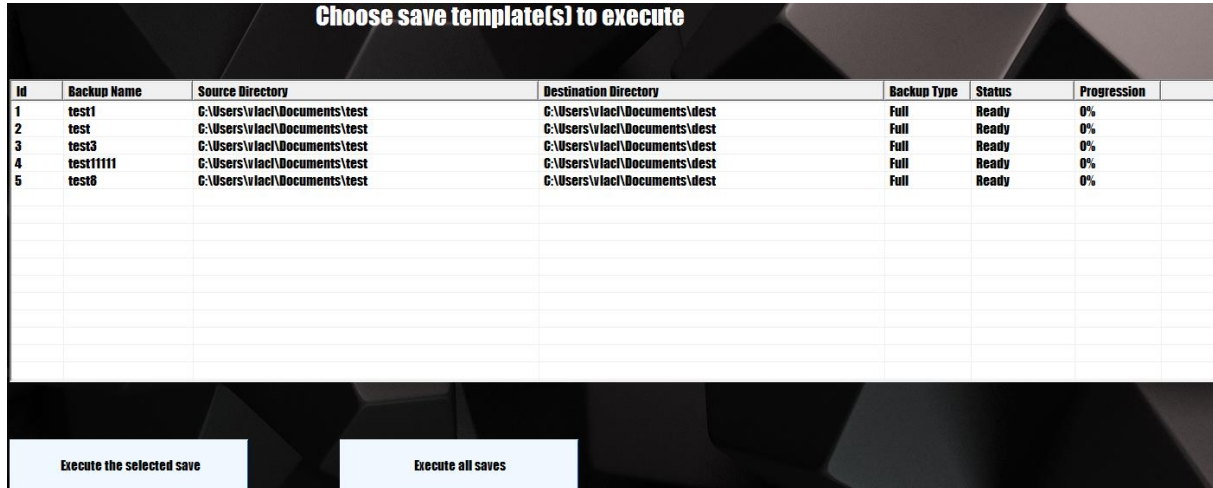 Choose save template(s) to execute
Id Backup Name Source Directory Destination Directory Backup Type Status Progression
1 test1 C:\Users\vlacl\Documents\test C:\Users\vlacl\Documents\dest Full Ready 0%
2 test C:\Users\vlacl\Documents\test C:\Users\vlacl\Documents\dest Full Ready 0%
3 test3 C:\Users\vlacl\Documents\test C:\Users\vlacl\Documents\dest Full Ready 0%
4 test11111 C:\Users\vlacl\Documents\test C:\Users\vlacl\Documents\dest Full Ready 0%
5 test8 C:\Users\vlacl\Documents\test C:\Users\vlacl\Documents\dest Full Ready 0%
Execute the selected save Execute all saves